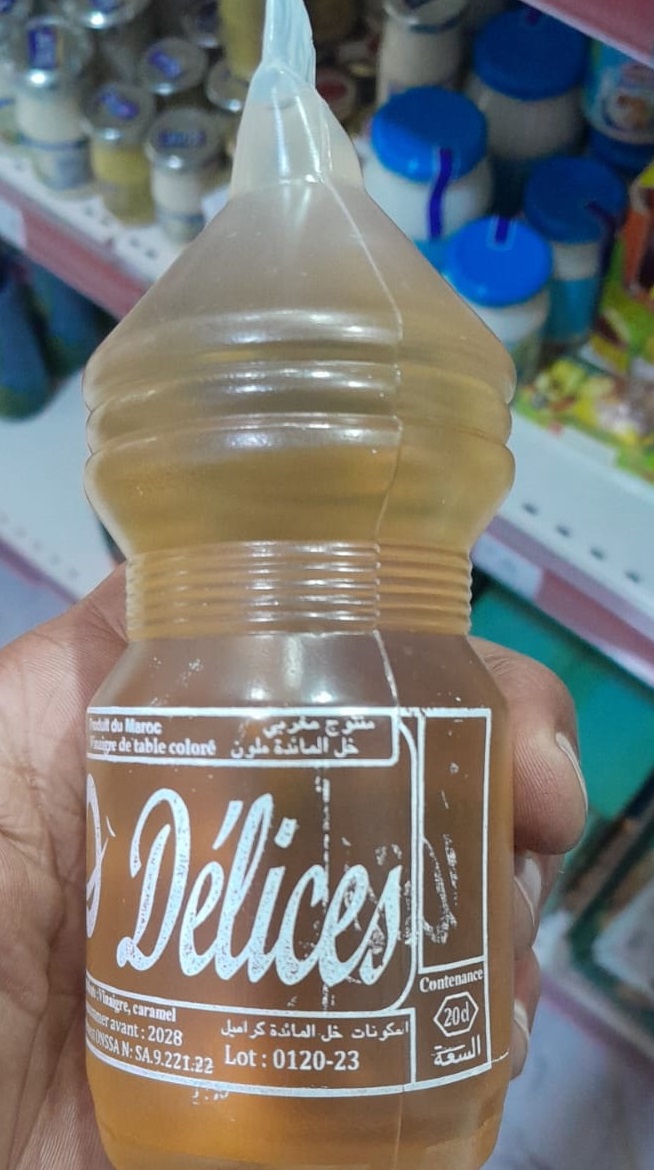 Produit du Maroc
منتوج مغربي
Vinaigre de table coloré
خل المائدة ملون
Délices
Contenance
20cl
السعة
: Vinaigre, caramel
avant : 2028
ONSSA N: SA.9.221.22
المكونات خل المائدة كراميل
Lot : 0120-23